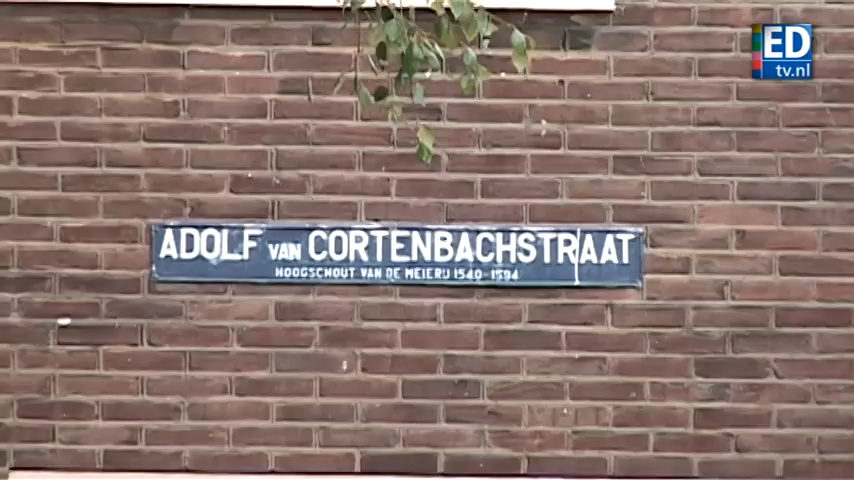 ED
tv.nl
ADOLF VAN CORTENBACHSTRAAT
HOOGSCHOUT VAN DE MEIERIJ 1540-1594